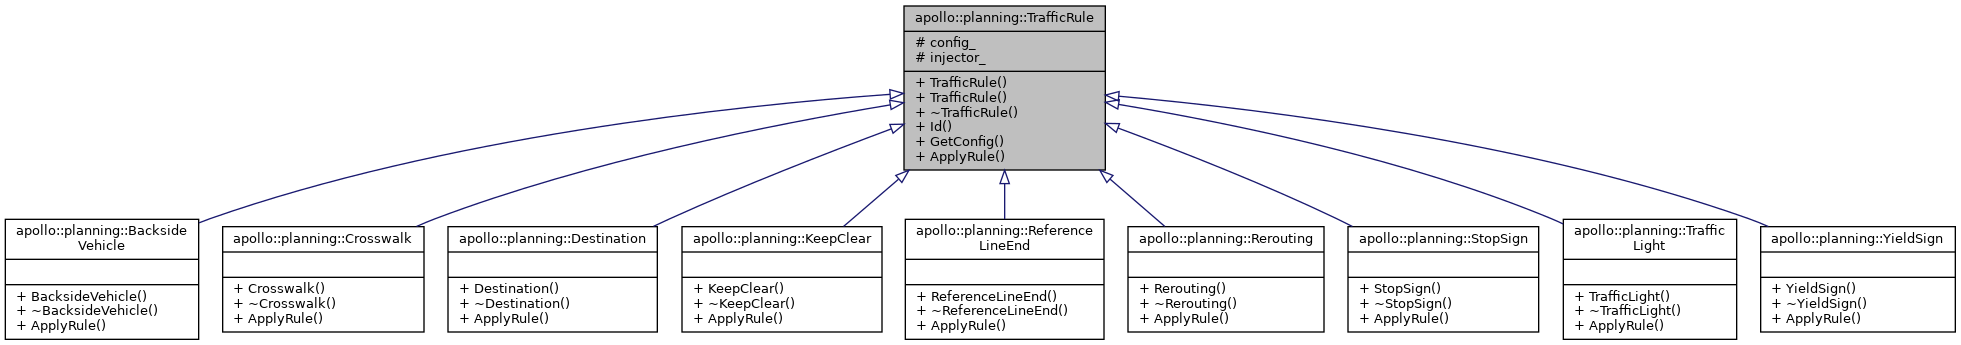 apollo::planning::TrafficRule
# config_
# injector_
+ TrafficRule()
+ TrafficRule()
+ ~TrafficRule()
+ Id()
+ GetConfig()
+ ApplyRule()
apollo::planning::Backside
Vehicle
+ BacksideVehicle()
+ ~BacksideVehicle()
+ ApplyRule()
apollo::planning::Crosswalk
+ Crosswalk()
+ ~Crosswalk()
+ ApplyRule()
apollo::planning::Destination
+ Destination()
+ ~Destination()
+ ApplyRule()
apollo::planning::KeepClear
+ KeepClear()
+ ~KeepClear()
+ ApplyRule()
apollo::planning::Reference
LineEnd
+ ReferenceLineEnd()
+ ~ReferenceLineEnd()
+ ApplyRule()
apollo::planning::Rerouting
+ Rerouting()
+ ~Rerouting()
+ ApplyRule()
apollo::planning::StopSign
+ StopSign()
+ ~StopSign()
+ ApplyRule()
apollo::planning::Traffic
Light
+ TrafficLight()
+ ~TrafficLight()
+ ApplyRule()
apollo::planning::YieldSign
+ YieldSign()
+ ~YieldSign()
+ ApplyRule()